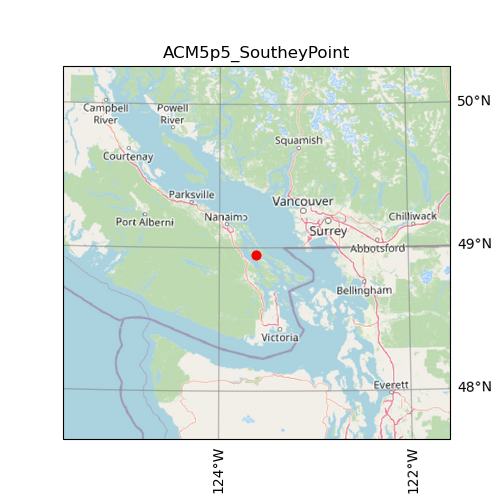 ACM5p5_SoutheyPoint
50°N
Campbell
River
Powell
River
Squamish
Courtenay
Parksville
Vancouver
Port Alberni
Nanaimo
Chilliwack
Surrey
49°N
Abbotsford
Bellingham
Victoria
48°N
Everett
124°W
122°W